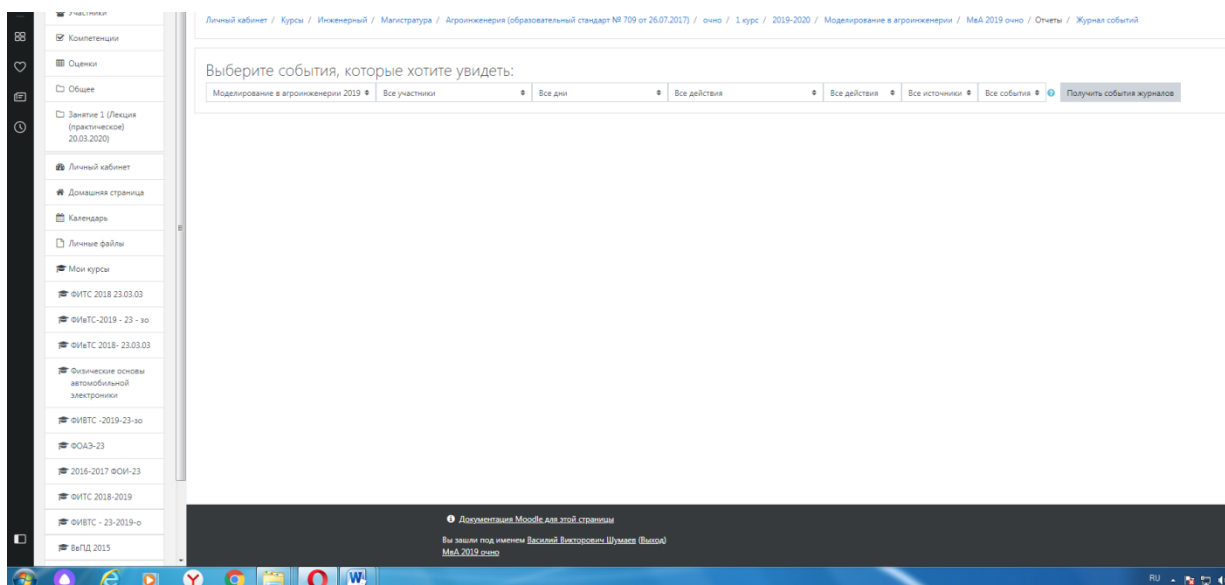 Участники
Личный кабинет / Курсы / Инженерный / Магистратура / Агроинженерия (образовательный стандарт № 709 от 26.07.2017) / очно / 1 курс / 2019-2020 / Моделирование в агроинженерии / МвА 2019 очно / Отчеты / Журнал событий
Компетенции
Оценки
Общее
Занятие 1 (Лекция
(практическое)
20.03.2020)
Личный кабинет
Домашняя страница
Календарь
Личные файлы
Мои курсы
ФИТС 2018 23.03.03
ФИвТС-2019 - 23 - зо
ФИвТС 2018- 23.03.03
Физические основы
автомобильной
электроники
ФИВТС -2019-23-зо
ФОАЭ-23
2016-2017 ФОИ-23
ФИТС 2018-2019
ФИВТС - 23-2019-о
ВвПД 2015
Выберите события, которые хотите увидеть:
Моделирование в агроинженерии 2019 Все участники Все дни Все действия Все действия Все источники Все события Получить события журналов
Документация Moodle для этой страницы
Вы зашли под именем Василий Викторович Шумаев (Выход)
МвА 2019 очно
RU